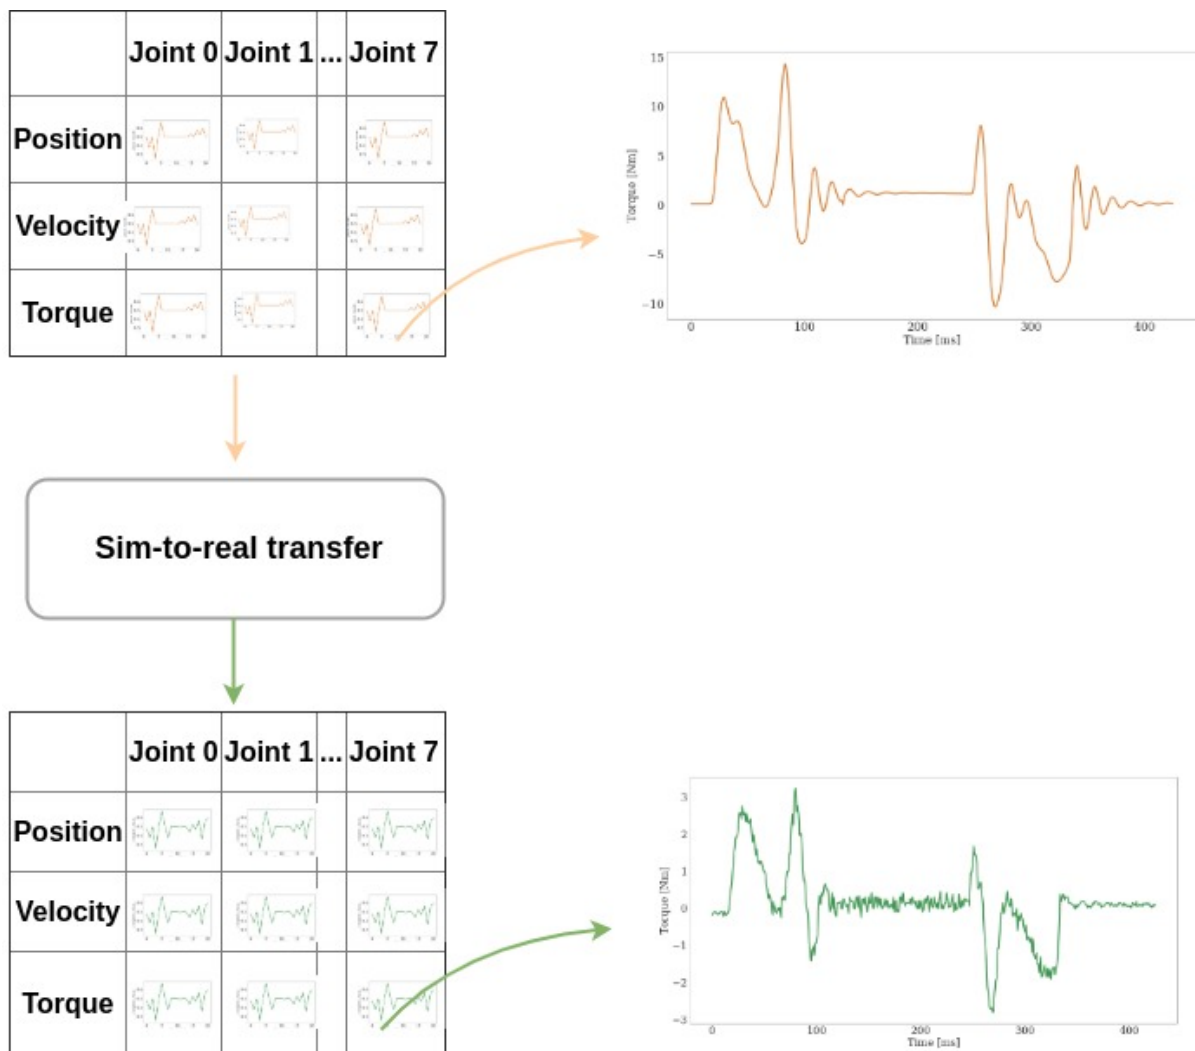 Joint 0 Joint 1 ... Joint 7
Position
Velocity
Torque
15
10
5
0
−5
−10
Torque [Nm]
0 100 200 300 400
Time [ms]
Sim-to-real transfer
Joint 0 Joint 1 ... Joint 7
Position
Velocity
Torque
3
2
1
0
−1
−2
−3
Torque [Nm]
0 100 200 300 400
Time [ms]